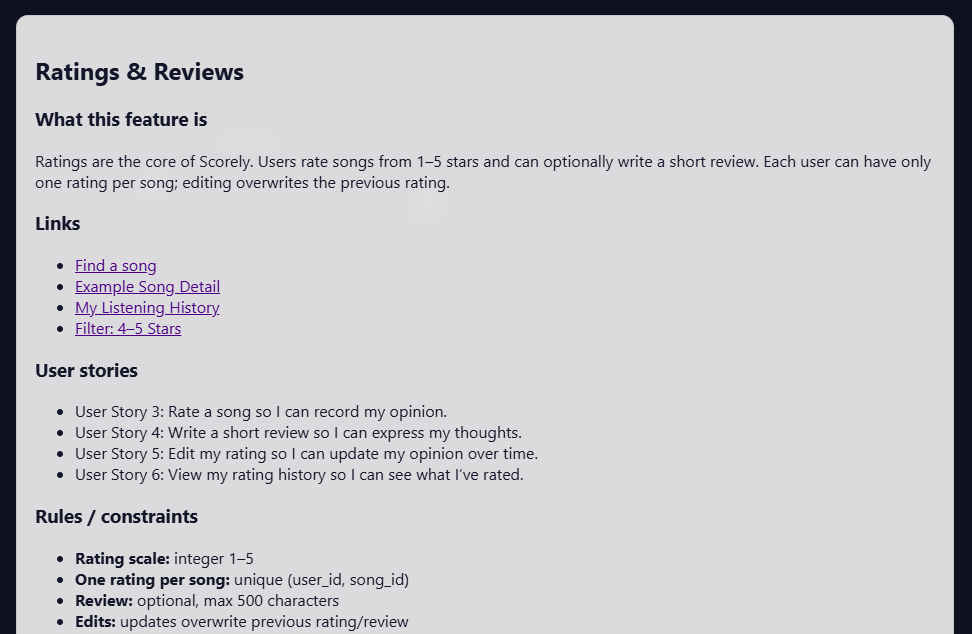 Ratings & Reviews
What this feature is
Ratings are the core of Scorely. Users rate songs from 1–5 stars and can optionally write a short review. Each user can have only
one rating per song; editing overwrites the previous rating.
Links
• Find a song
• Example Song Detail
• My Listening History
• Filter: 4–5 Stars
User stories
• User Story 3: Rate a song so I can record my opinion.
• User Story 4: Write a short review so I can express my thoughts.
• User Story 5: Edit my rating so I can update my opinion over time.
• User Story 6: View my rating history so I can see what I’ve rated.
Rules / constraints
• Rating scale: integer 1–5
• One rating per song: unique (user_id, song_id)
• Review: optional, max 500 characters
• Edits: updates overwrite previous rating/review